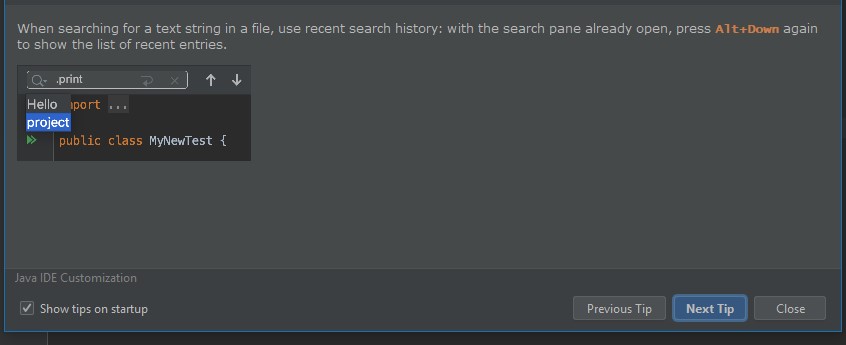 When searching for a text string in a file, use recent search history: with the search pane already open, press Alt+Down again
to show the list of recent entries.
.print
Hello
port ...
project
public class MyNewTest {
Java IDE Customization
Show tips on startup
Previous Tip
Next Tip
Close